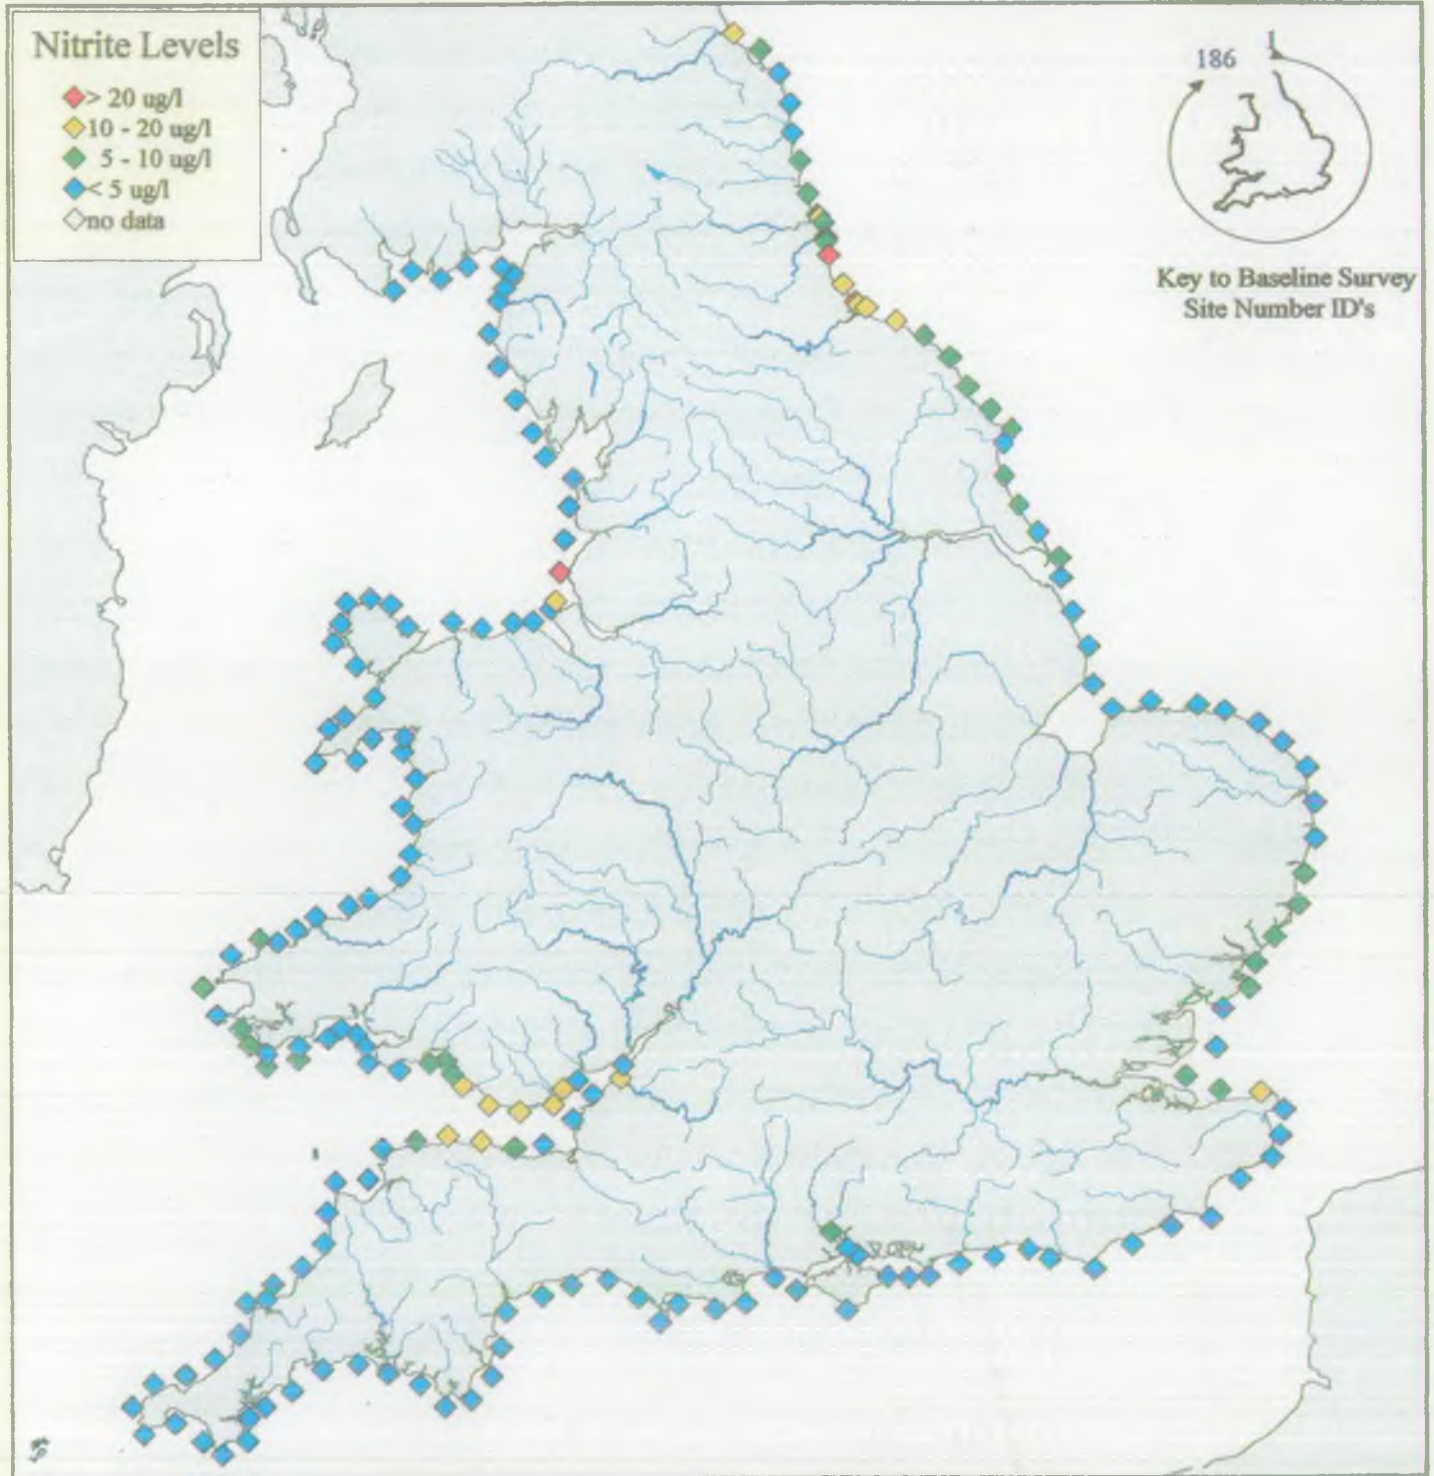 Nitrite Levels
> 20 ug/l
10 - 20 ug/l
5 - 10 ug/l
< 5 ug/l
no data
1
186
Key to Baseline Survey
Site Number ID's